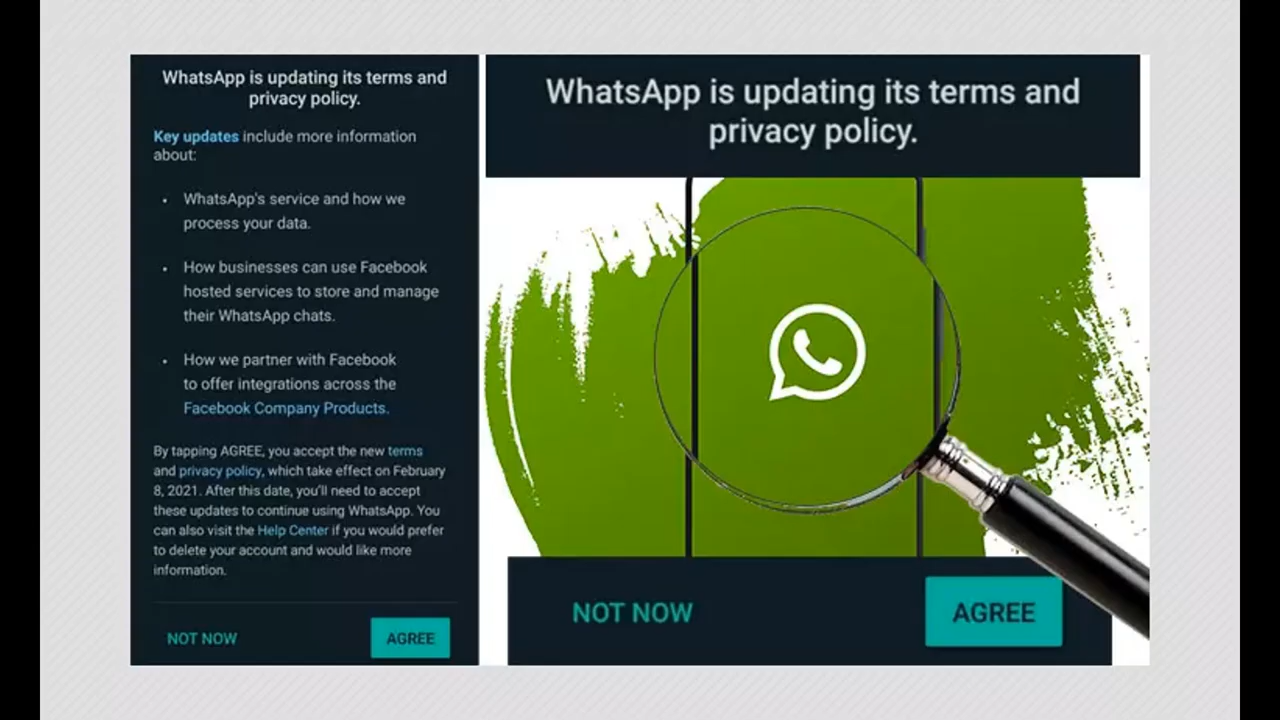 WhatsApp is updating its terms and
privacy policy.
Key updates include more information
about:
• WhatsApp's service and how we
process your data.
• How businesses can use Facebook
hosted services to store and manage
their WhatsApp chats.
• How we partner with Facebook
to offer integrations across the
Facebook Company Products.
By tapping AGREE, you accept the new terms
and privacy policy, which take effect on February
8, 2021. After this date, you'll need to accept
these updates to continue using WhatsApp. You
can also visit the Help Center if you would prefer
to delete your account and would like more
information.
NOT NOW AGREE
WhatsApp is updating its terms and
privacy policy.
NOT NOW AGREE